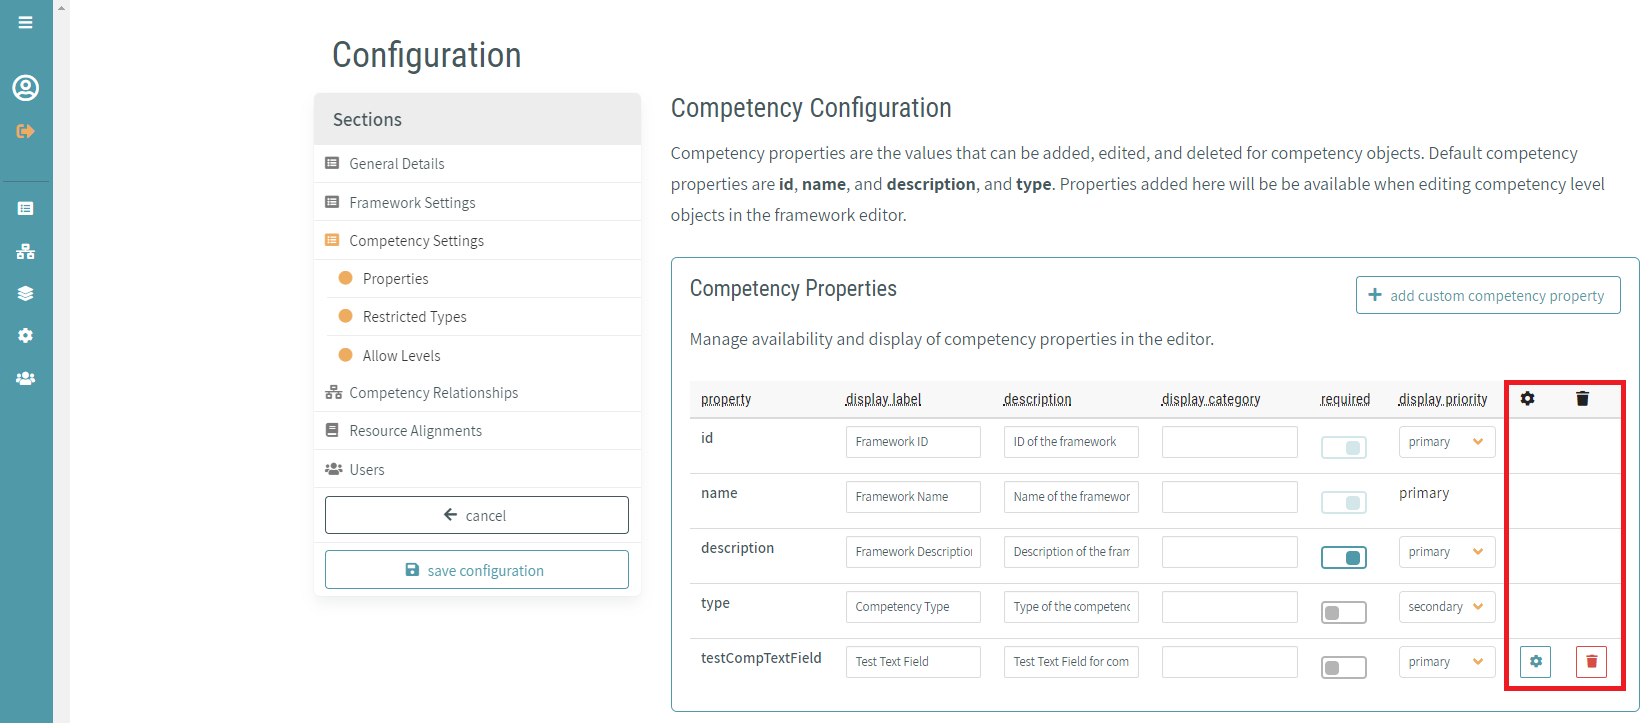 Configuration
Sections
General Details
Framework Settings
Competency Settings
Properties
Restricted Types
Allow Levels
Competency Relationships
Resource Alignments
Users
cancel
save configuration
Competency Configuration
Competency properties are the values that can be added, edited, and deleted for competency objects. Default competency
properties are id, name, and description, and type. Properties added here will be be available when editing competency level
objects in the framework editor.
Competency Properties
add custom competency property
Manage availability and display of competency properties in the editor.
property display label description display category required display priority
id Framework ID ID of the framework primary
name Framework Name Name of the framewor primary
description Framework Description Description of the fram primary
type Competency Type Type of the competenc secondary
testCompTextField Test Text Field Test Text Field for com primary